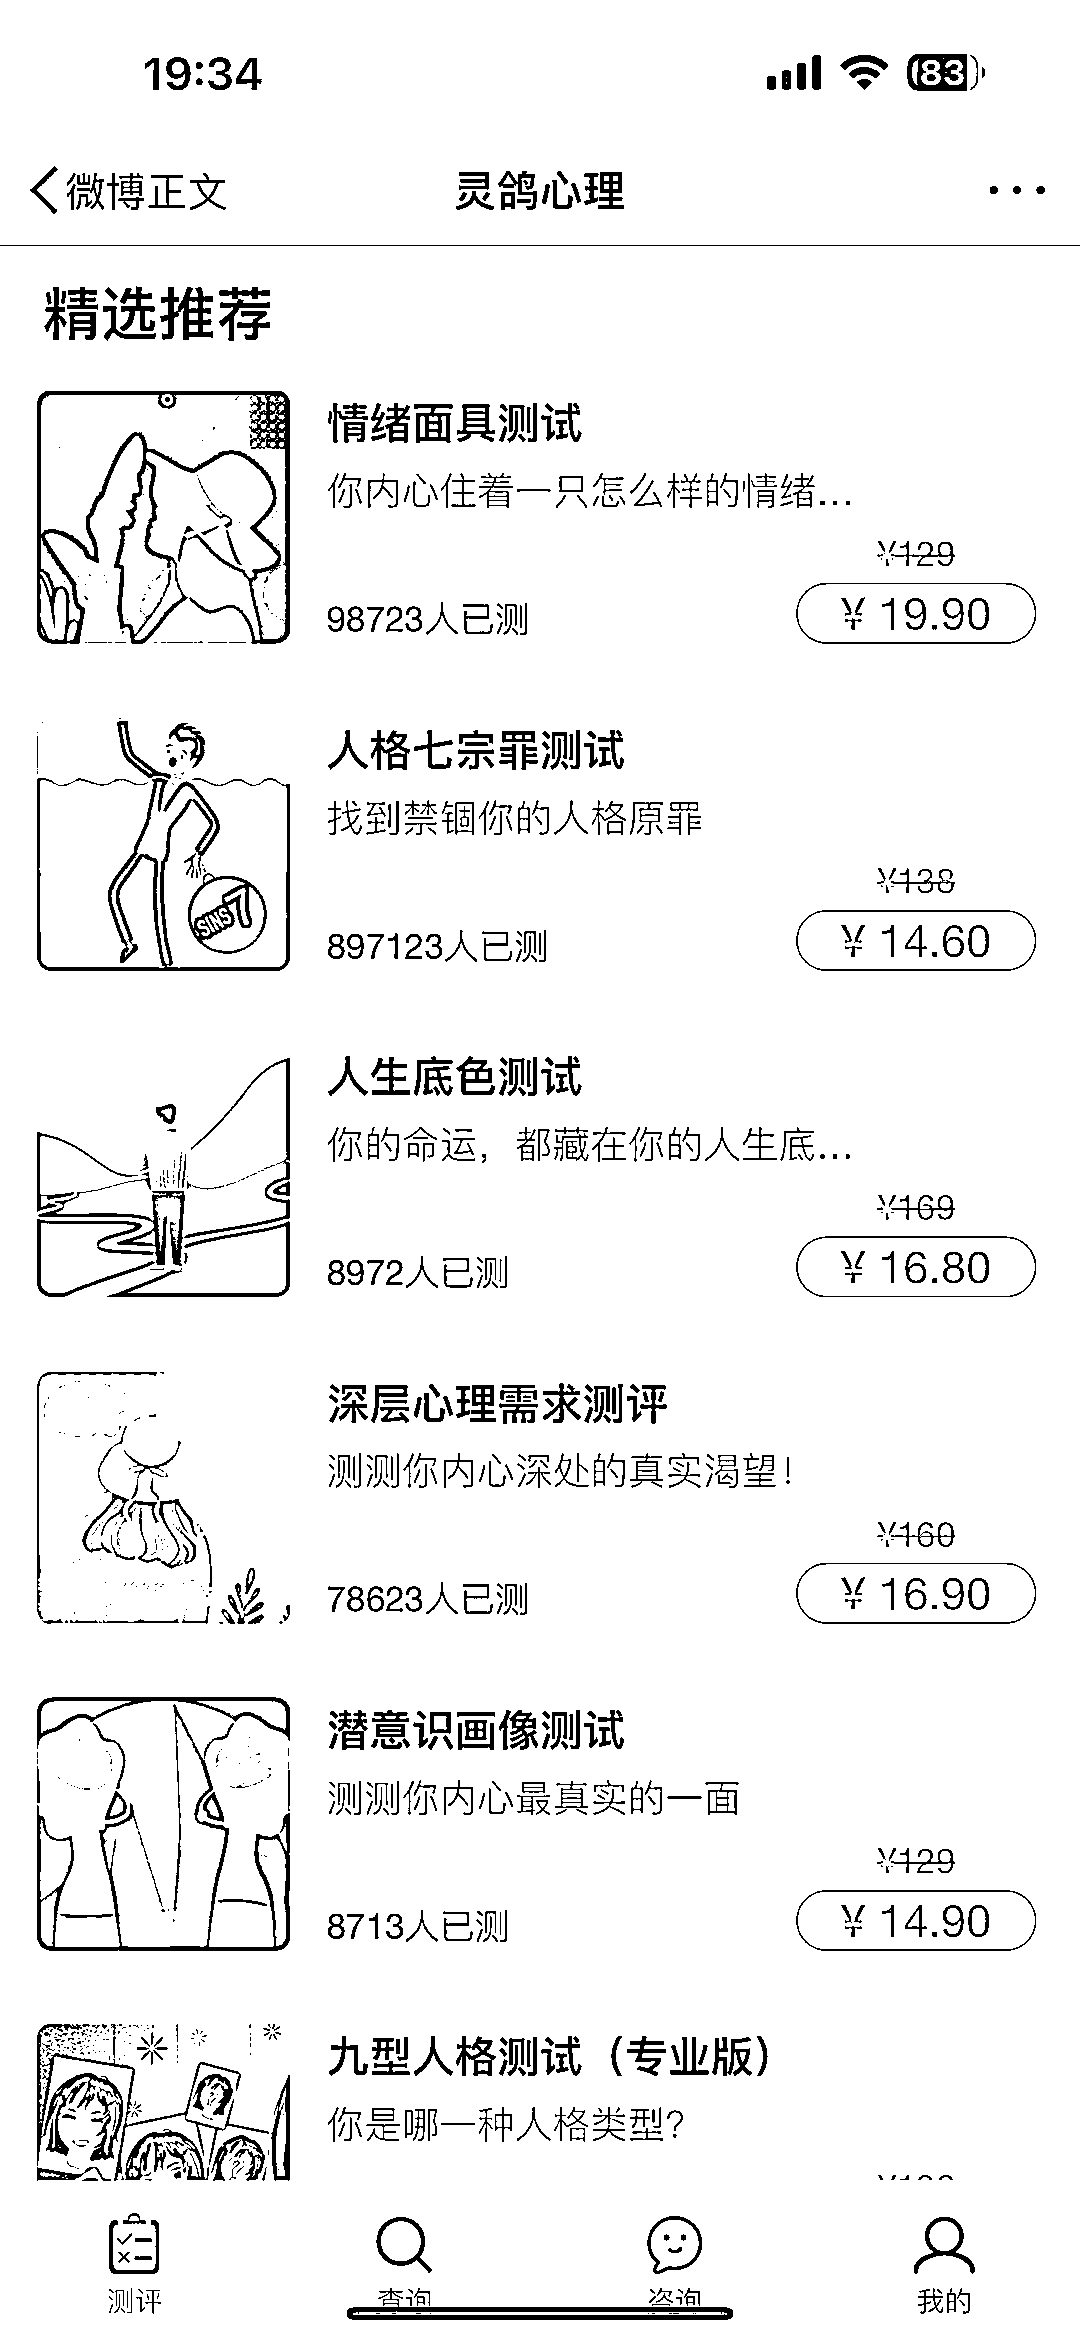 19:34
83
微博正文
灵鸽心理
精选推荐
情绪面具测试
你内心住着一只怎么样的情绪...
¥129
98723人已测
¥ 19.90
人格七宗罪测试
找到禁锢你的人格原罪
¥138
SINS 7
897123人已测
¥ 14.60
人生底色测试
你的命运，都藏在你的人生底...
¥169
8972人已测
¥ 16.80
深层心理需求测评
测测你内心深处的真实渴望！
¥160
78623人已测
¥ 16.90
潜意识画像测试
测测你内心最真实的一面
¥129
8713人已测
¥ 14.90
九型人格测试（专业版）
你是哪一种人格类型？
测评
查询
咨询
我的